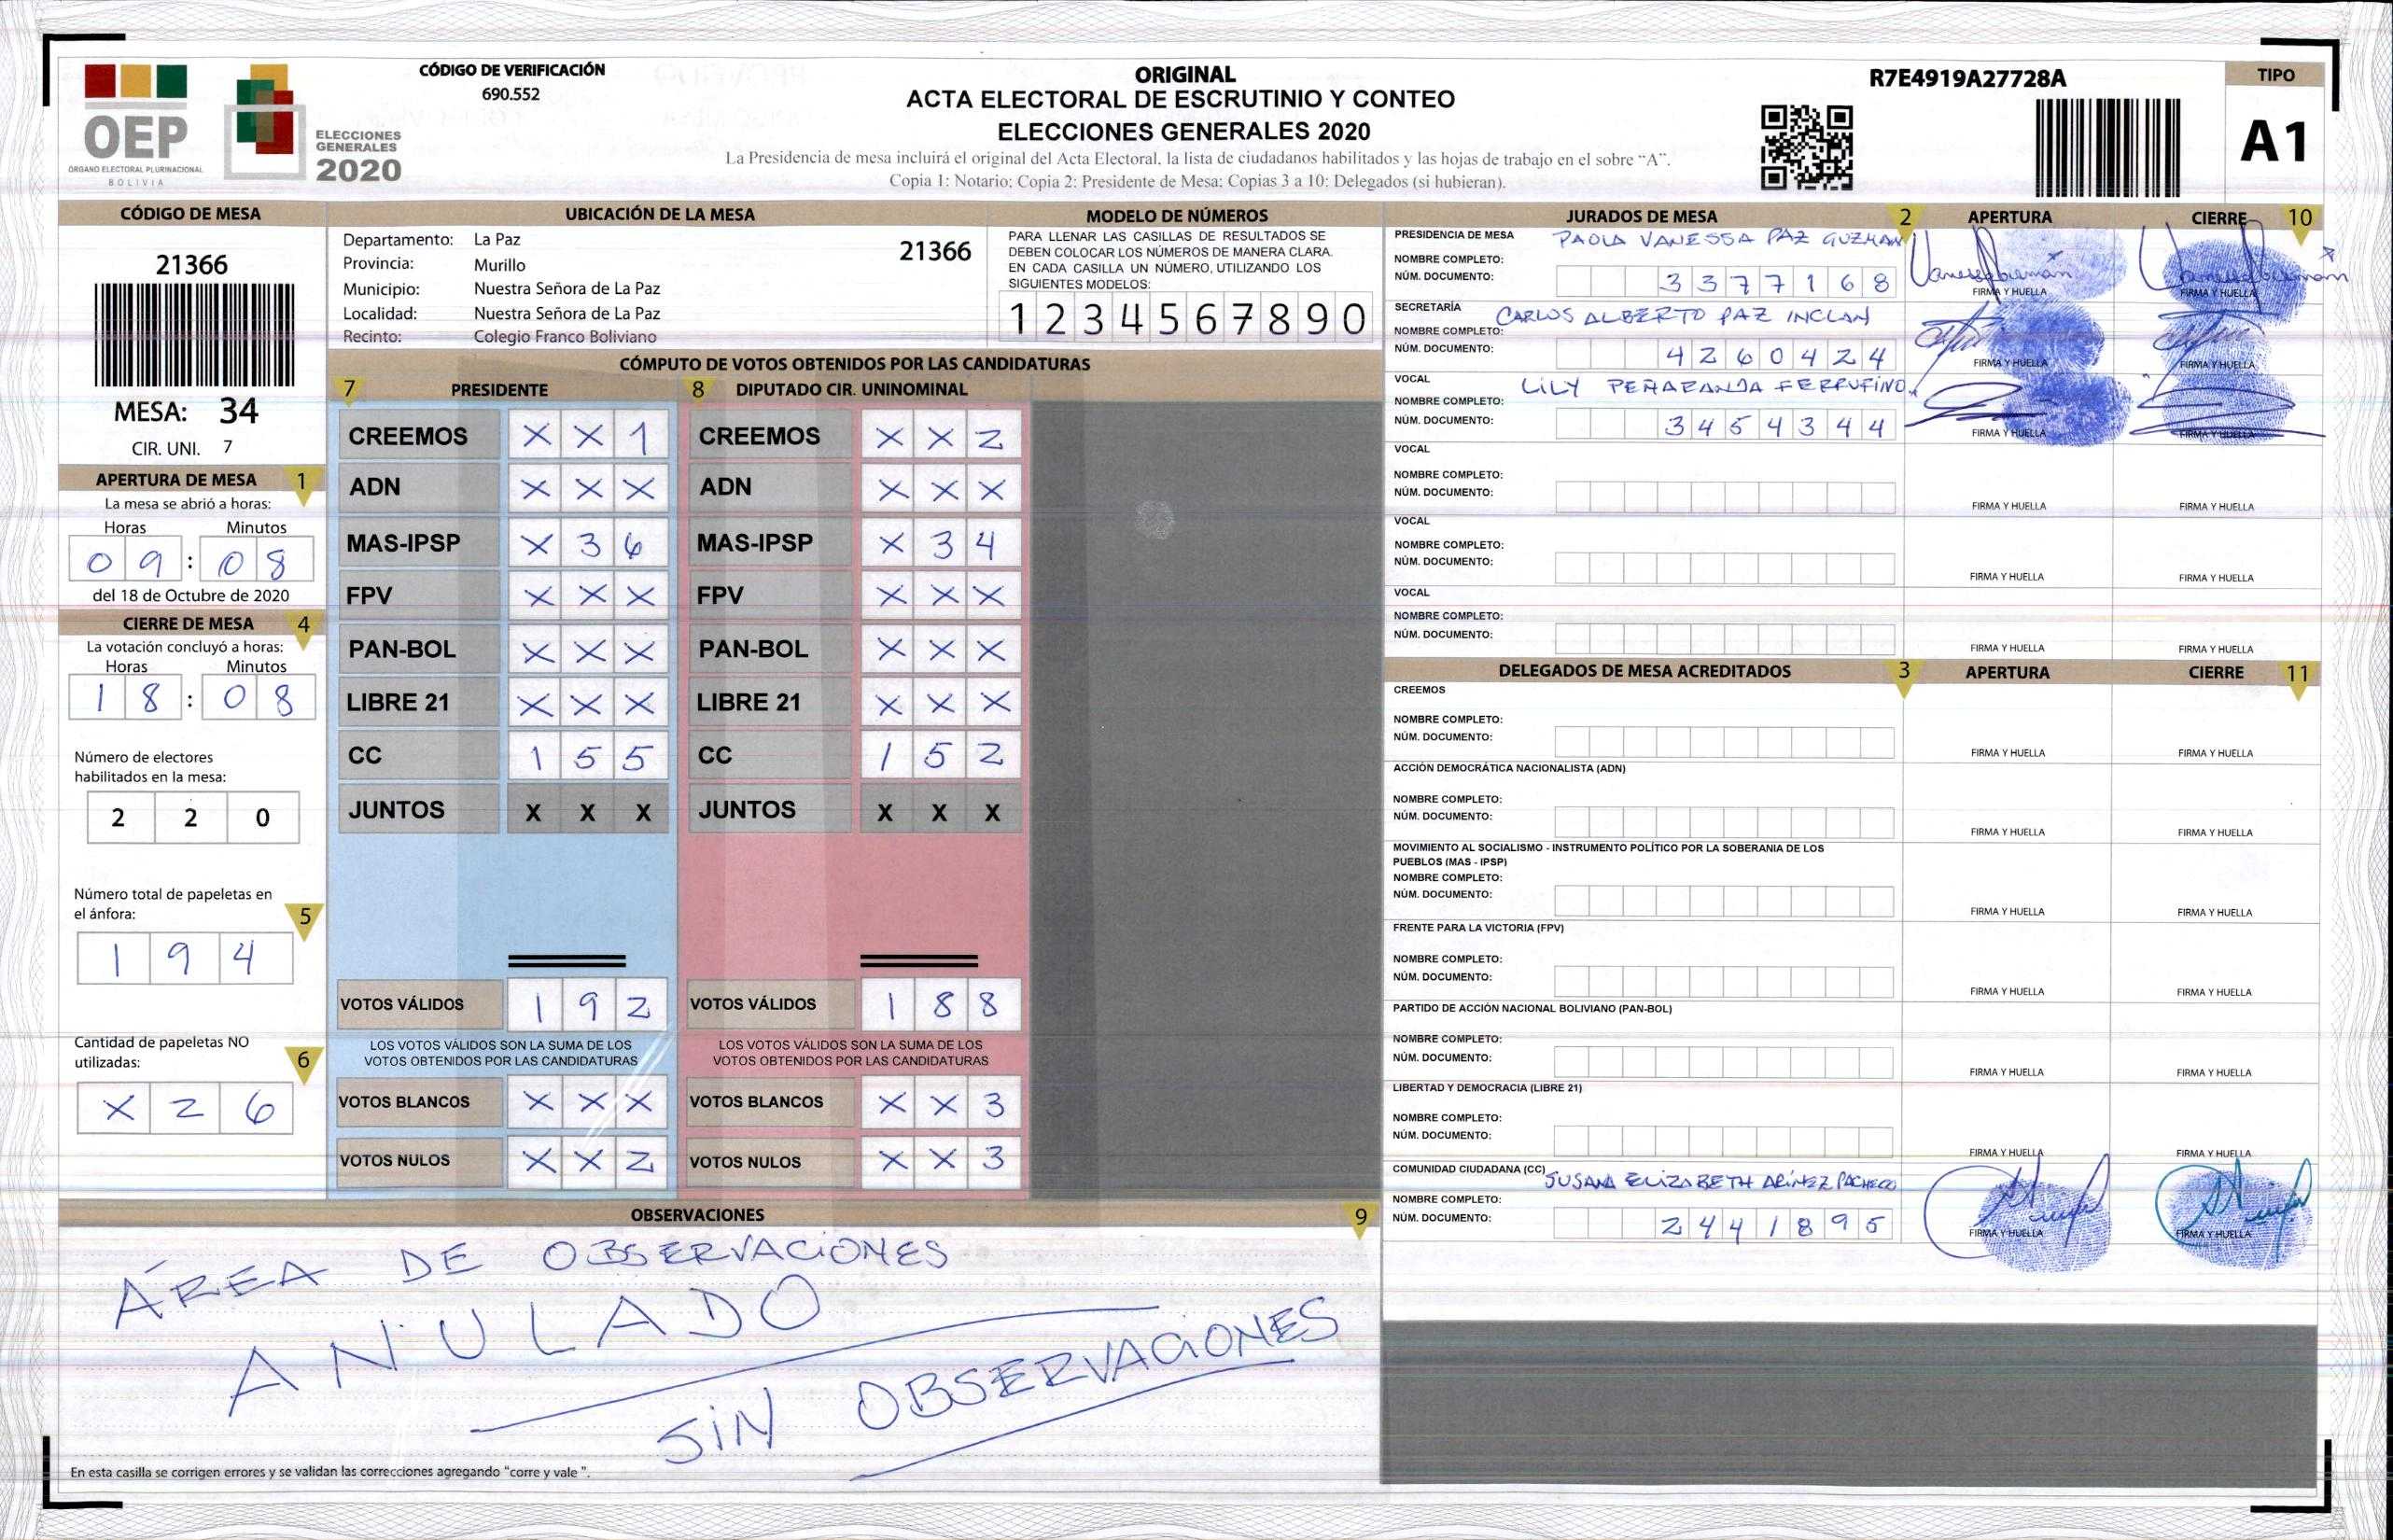 CÓDIGO DE VERIFICACIÓN
690.552
OEP
ÓRGANO ELECTORAL PLURINACIONAL
BOLIVIA
ELECCIONES
GENERALES
2020
ORIGINAL
ACTA ELECTORAL DE ESCRUTINIO Y CONTEO
ELECCIONES GENERALES 2020
La Presidencia de mesa incluirá el original del Acta Electoral, la lista de ciudadanos habilitados y las hojas de trabajo en el sobre “A”.
Copia 1: Notario; Copia 2: Presidente de Mesa; Copias 3 a 10: Delegados (si hubieran).
R7E4919A27728A
TIPO
A1
CÓDIGO DE MESA
21366
MESA: 34
CIR. UNI. 7
APERTURA DE MESA 1
La mesa se abrió a horas:
Horas Minutos
0 9 : 0 8
del 18 de Octubre de 2020
CIERRE DE MESA 4
La votación concluyó a horas:
Horas Minutos
1 8 : 0 8
Número de electores
habilitados en la mesa:
2 2 0
Número total de papeletas en
el ánfora:
5
1 9 4
Cantidad de papeletas NO
utilizadas:
6
X 2 6
UBICACIÓN DE LA MESA
Departamento: La Paz
21366
Provincia: Murillo
Municipio: Nuestra Señora de La Paz
Localidad: Nuestra Señora de La Paz
Recinto: Colegio Franco Boliviano
MODELO DE NÚMEROS
PARA LLENAR LAS CASILLAS DE RESULTADOS SE
DEBEN COLOCAR LOS NÚMEROS DE MANERA CLARA.
EN CADA CASILLA UN NÚMERO, UTILIZANDO LOS
SIGUIENTES MODELOS:
1 2 3 4 5 6 7 8 9 0
CÓMPUTO DE VOTOS OBTENIDOS POR LAS CANDIDATURAS
7 PRESIDENTE
CREEMOS X X 1
ADN X X X
MAS-IPSP X 3 6
FPV X X X
PAN-BOL X X X
LIBRE 21 X X X
CC 1 5 5
JUNTOS X X X
VOTOS VÁLIDOS 1 9 2
LOS VOTOS VÁLIDOS SON LA SUMA DE LOS
VOTOS OBTENIDOS POR LAS CANDIDATURAS
VOTOS BLANCOS X X X
VOTOS NULOS X X 2
8 DIPUTADO CIR. UNINOMINAL
CREEMOS X X 2
ADN X X X
MAS-IPSP X 3 4
FPV X X X
PAN-BOL X X X
LIBRE 21 X X X
CC 1 5 2
JUNTOS X X X
VOTOS VÁLIDOS 1 8 8
LOS VOTOS VÁLIDOS SON LA SUMA DE LOS
VOTOS OBTENIDOS POR LAS CANDIDATURAS
VOTOS BLANCOS X X 3
VOTOS NULOS X X 3
OBSERVACIONES 9
ÁREA DE OBSERVACIONES
ANULADO
SIN OBSERVACIONES
En esta casilla se corrigen errores y se validan las correcciones agregando “corre y vale ”.
JURADOS DE MESA 2 APERTURA CIERRE 10
PRESIDENCIA DE MESA PAOLA VANESSA PAZ GUZMAN
NOMBRE COMPLETO:
NÚM. DOCUMENTO: 3 3 7 7 1 6 8
FIRMA Y HUELLA FIRMA Y HUELLA
SECRETARÍA CARLOS ALBERTO PAZ INCLAN
NOMBRE COMPLETO:
NÚM. DOCUMENTO: 4 2 6 0 4 2 4
FIRMA Y HUELLA FIRMA Y HUELLA
VOCAL LILY PEÑARANDA FERRUFINO
NOMBRE COMPLETO:
NÚM. DOCUMENTO: 3 4 5 4 3 4 4
FIRMA Y HUELLA FIRMA Y HUELLA
VOCAL
NOMBRE COMPLETO:
NÚM. DOCUMENTO:
FIRMA Y HUELLA FIRMA Y HUELLA
VOCAL
NOMBRE COMPLETO:
NÚM. DOCUMENTO:
FIRMA Y HUELLA FIRMA Y HUELLA
VOCAL
NOMBRE COMPLETO:
NÚM. DOCUMENTO:
FIRMA Y HUELLA FIRMA Y HUELLA
DELEGADOS DE MESA ACREDITADOS 3 APERTURA CIERRE 11
CREEMOS
NOMBRE COMPLETO:
NÚM. DOCUMENTO:
FIRMA Y HUELLA FIRMA Y HUELLA
ACCIÓN DEMOCRÁTICA NACIONALISTA (ADN)
NOMBRE COMPLETO:
NÚM. DOCUMENTO:
FIRMA Y HUELLA FIRMA Y HUELLA
MOVIMIENTO AL SOCIALISMO - INSTRUMENTO POLÍTICO POR LA SOBERANIA DE LOS
PUEBLOS (MAS - IPSP)
NOMBRE COMPLETO:
NÚM. DOCUMENTO:
FIRMA Y HUELLA FIRMA Y HUELLA
FRENTE PARA LA VICTORIA (FPV)
NOMBRE COMPLETO:
NÚM. DOCUMENTO:
FIRMA Y HUELLA FIRMA Y HUELLA
PARTIDO DE ACCIÓN NACIONAL BOLIVIANO (PAN-BOL)
NOMBRE COMPLETO:
NÚM. DOCUMENTO:
FIRMA Y HUELLA FIRMA Y HUELLA
LIBERTAD Y DEMOCRACIA (LIBRE 21)
NOMBRE COMPLETO:
NÚM. DOCUMENTO:
FIRMA Y HUELLA FIRMA Y HUELLA
COMUNIDAD CIUDADANA (CC) SUSANA ELIZABETH ARÍNEZ PACHECO
NOMBRE COMPLETO:
NÚM. DOCUMENTO: 2 4 4 1 8 9 5
FIRMA Y HUELLA FIRMA Y HUELLA